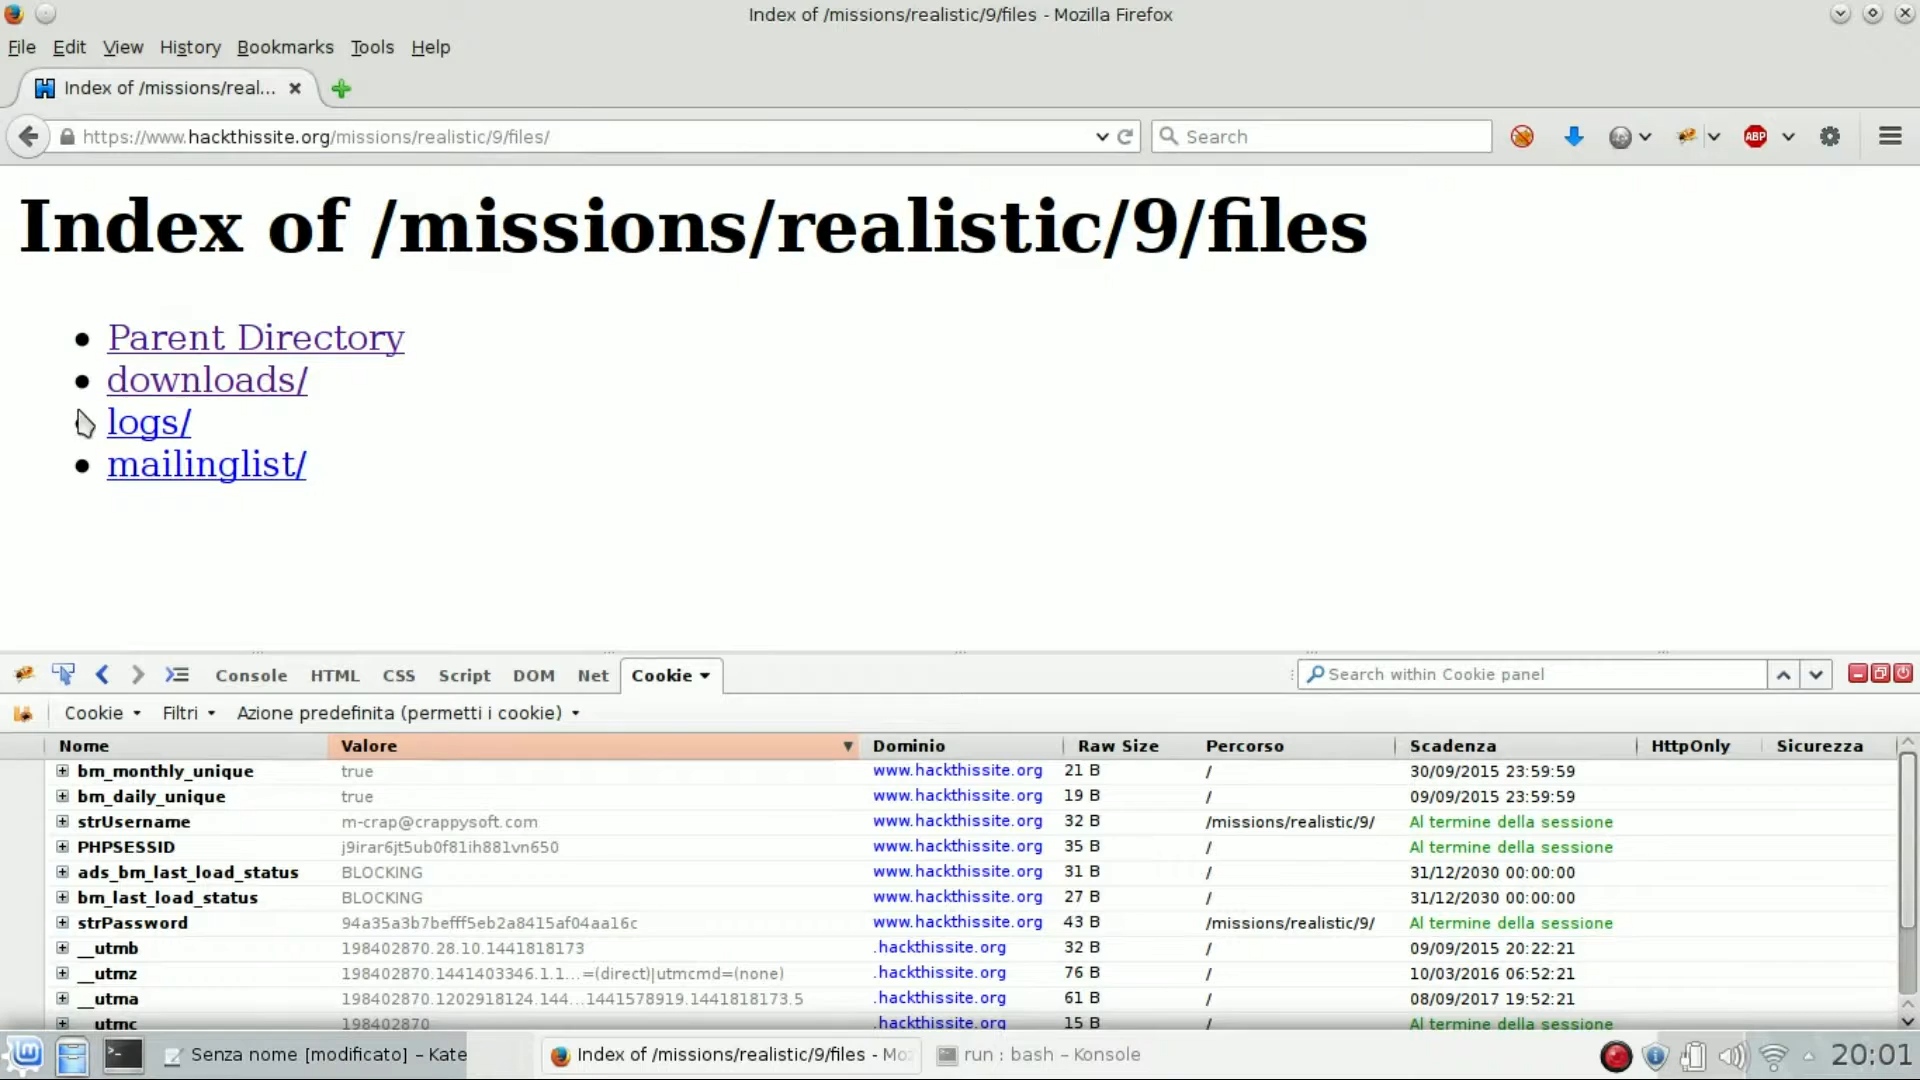 Index of /missions/realistic/9/files - Mozilla Firefox
File Edit View History Bookmarks Tools Help
Index of /missions/real...
https://www.hackthissite.org/missions/realistic/9/files/ Search ABP
Index of /missions/realistic/9/files
Parent Directory
downloads/
logs/
mailinglist/
Console HTML CSS Script DOM Net Cookie Search within Cookie panel
Cookie Filtri Azione predefinita (permetti i cookie)
Nome Valore Dominio Raw Size Percorso Scadenza HttpOnly Sicurezza
bm_monthly_unique true www.hackthissite.org 21 B / 30/09/2015 23:59:59
bm_daily_unique true www.hackthissite.org 19 B / 09/09/2015 23:59:59
strUsername m-crap@crappysoft.com www.hackthissite.org 32 B /missions/realistic/9/ Al termine della sessione
PHPSESSID j9irar6jt5ub0f81ih881vn650 www.hackthissite.org 35 B / Al termine della sessione
ads_bm_last_load_status BLOCKING www.hackthissite.org 31 B / 31/12/2030 00:00:00
bm_last_load_status BLOCKING www.hackthissite.org 27 B / 31/12/2030 00:00:00
strPassword 94a35a3b7befff5eb2a8415af04aa16c www.hackthissite.org 43 B /missions/realistic/9/ Al termine della sessione
__utmb 198402870.28.10.1441818173 .hackthissite.org 32 B / 09/09/2015 20:22:21
__utmz 198402870.1441403346.1.1...=(direct)|utmcmd=(none) .hackthissite.org 76 B / 10/03/2016 06:52:21
__utma 198402870.1202918124.144...1441578919.1441818173.5 .hackthissite.org 61 B / 08/09/2017 19:52:21
__utmc 198402870 .hackthissite.org 15 B / Al termine della sessione
Senza nome [modificato] – Kate Index of /missions/realistic/9/files - Mo run : bash – Konsole 20:01